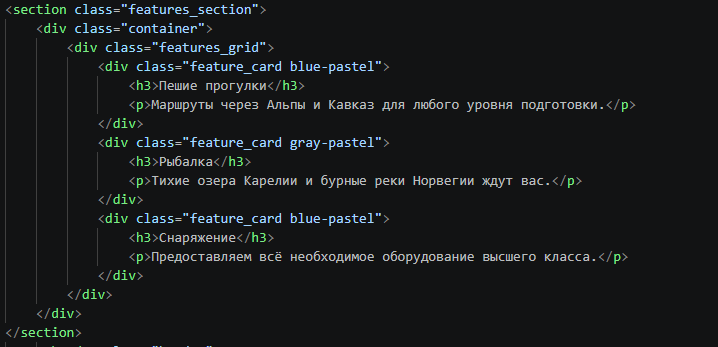 <section class="features_section">
<div class="container">
<div class="features_grid">
<div class="feature_card blue-pastel">
<h3>Пешие прогулки</h3>
<p>Маршруты через Альпы и Кавказ для любого уровня подготовки.</p>
</div>
<div class="feature_card gray-pastel">
<h3>Рыбалка</h3>
<p>Тихие озера Карелии и бурные реки Норвегии ждут вас.</p>
</div>
<div class="feature_card blue-pastel">
<h3>Снаряжение</h3>
<p>Предоставляем всё необходимое оборудование высшего класса.</p>
</div>
</div>
</div>
</section>